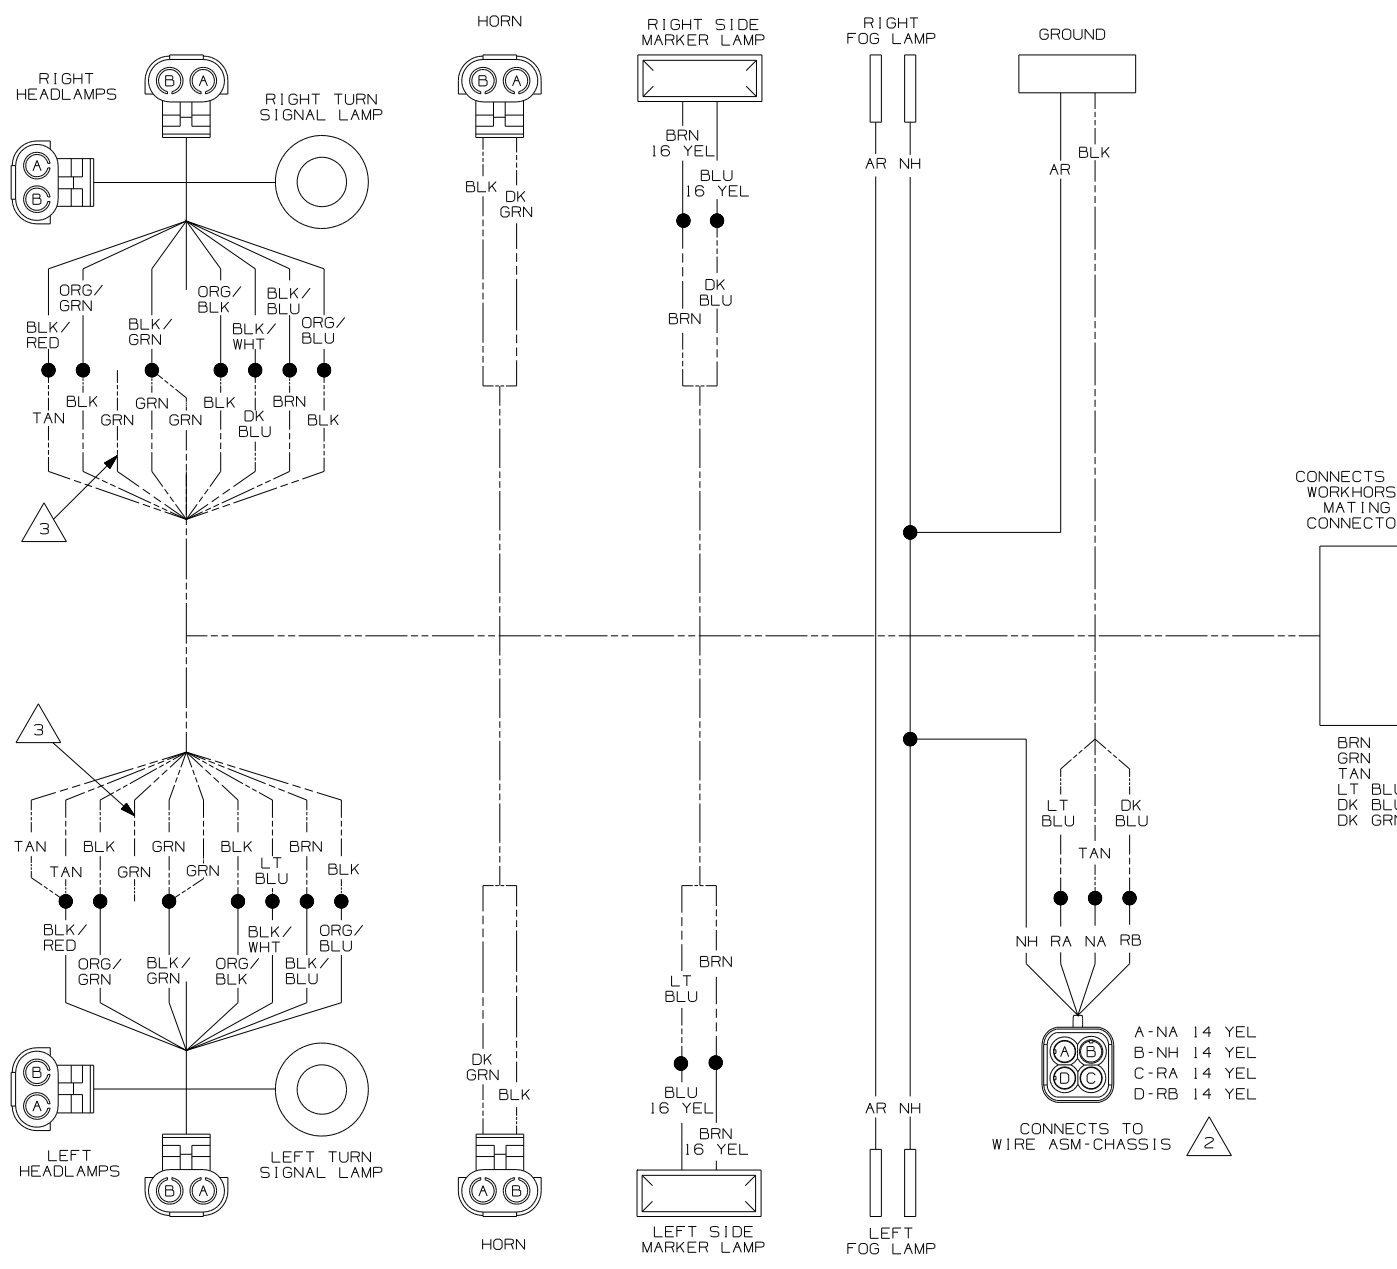 HORN
RIGHT SIDE
MARKER LAMP
RIGHT
FOG LAMP
GROUND
RIGHT
HEADLAMPS
B A
RIGHT TURN
SIGNAL LAMP
A
B
B A
BRN
16 YEL
BLU
16 YEL
AR NH
AR
BLK
BLK
DK
GRN
ORG/
GRN
ORG/
BLK
BLK/
BLU
BLK/
RED
BLK/
GRN
BLK/
WHT
ORG/
BLU
DK
BLU
BRN
TAN
BLK
GRN
GRN
GRN
BLK
DK
BLU
BRN
BLK
3
CONNECTS
WORKHORS
MATING
CONNECTO
3
BRN
GRN
TAN
LT BLU
DK BLU
DK GRN
TAN
TAN
BLK
GRN
GRN
GRN
BLK
LT
BLU
BRN
BLK
LT
BLU
TAN
DK
BLU
BLK/
RED
ORG/
GRN
BLK/
GRN
ORG/
BLK
BLK/
WHT
BLK/
BLU
ORG/
BLU
LT
BLU
BRN
NH RA NA RB
DK
GRN
BLK
BLU
16 YEL
BRN
16 YEL
AR NH
A B
D C
A-NA 14 YEL
B-NH 14 YEL
C-RA 14 YEL
D-RB 14 YEL
CONNECTS TO
WIRE ASM-CHASSIS
2
B
A
LEFT
HEADLAMPS
LEFT TURN
SIGNAL LAMP
B A
A B
HORN
LEFT SIDE
MARKER LAMP
LEFT
FOG LAMP